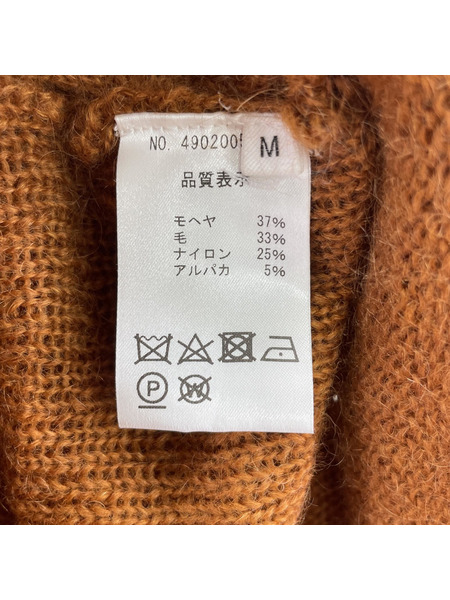 NO. 4902005
M
品質表示
モヘヤ 37%
毛 33%
ナイロン 25%
アルパカ 5%
P
W